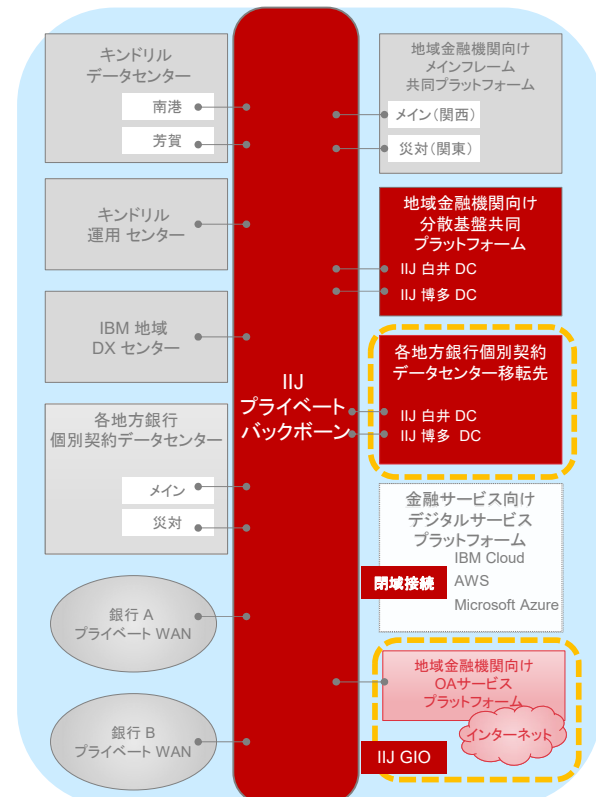 キンドリル
データセンター
南港
芳賀
キンドリル
運用 センター
IBM 地域
DX センター
各地方銀行
個別契約データセンター
メイン
災対
銀行 A
プライベート WAN
銀行 B
プライベート WAN
IIJ
プライベート
バックボーン
地域金融機関向け
メインフレーム
共同プラットフォーム
メイン(関西)
災対(関東)
地域金融機関向け
分散基盤共同
プラットフォーム
IIJ 白井 DC
IIJ 博多 DC
各地方銀行個別契約
データセンター移転先
IIJ 白井 DC
IIJ 博多 DC
金融サービス向け
デジタルサービス
プラットフォーム
IBM Cloud
閉域接続
AWS
Microsoft Azure
地域金融機関向け
OAサービス
プラットフォーム
インターネット
IIJ GIO